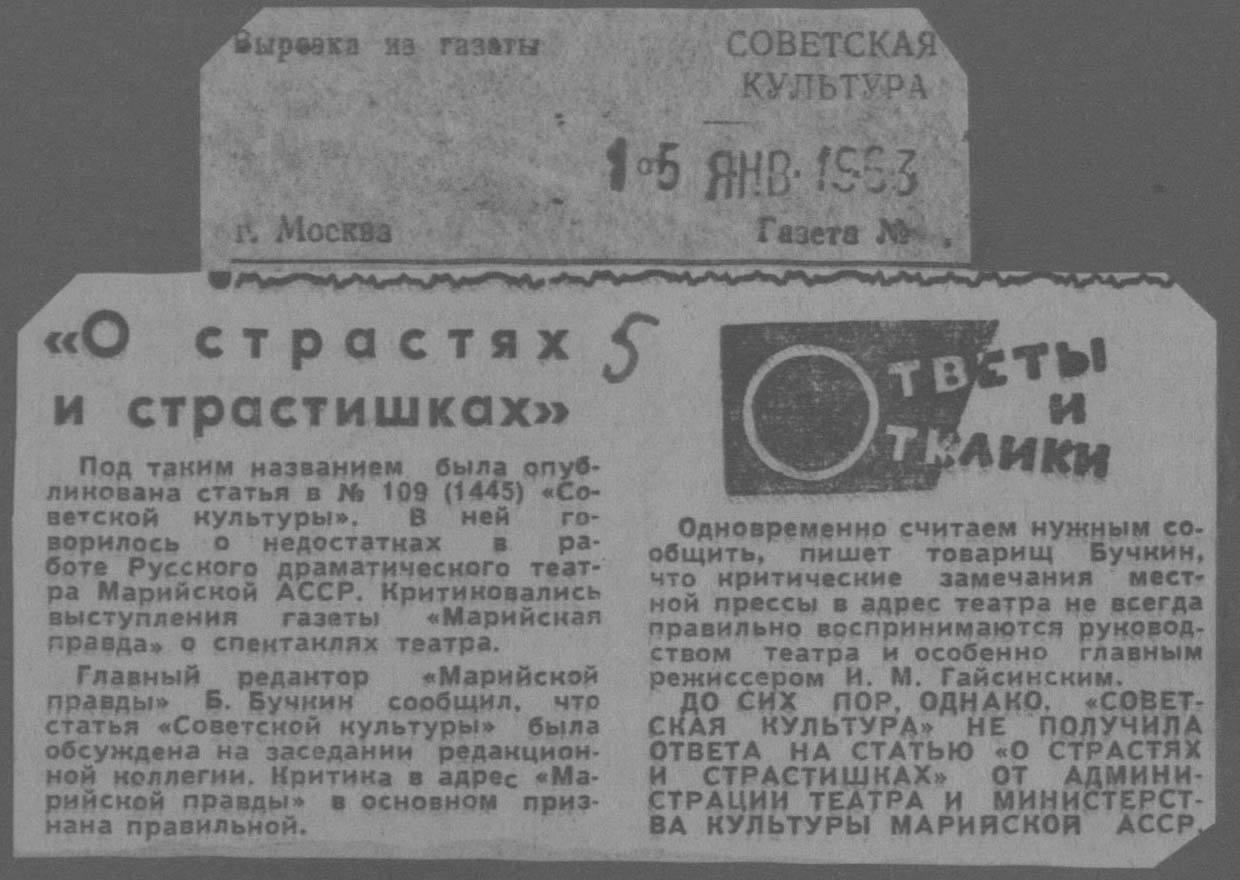 Вырезка из газеты
СОВЕТСКАЯ
КУЛЬТУРА
1-5 ЯНВ. 1963
г. Москва
Газета №
«О страстях
и страстишках»
5
Под таким названием была опуб-
ликована статья в № 109 (1445) «Со-
ветской культуры». В ней го-
ворилось о недостатках в ра-
боте Русского драматического теат-
ра Марийской АССР. Критиковались
выступления газеты «Марийская
правда» о спектаклях театра.
Главный редактор «Марийской
правды» Б. Бучкин сообщил, что
статья «Советской культуры» была
обсуждена на заседании редакцион-
ной коллегии. Критика в адрес «Ма-
рийской правды» в основном приз-
нана правильной.
ОТВЕТЫ
И
ОТКЛИКИ
Одновременно считаем нужным со-
общить, пишет товарищ Бучкин,
что критические замечания мест-
ной прессы в адрес театра не всегда
правильно воспринимаются руковод-
ством театра и особенно главным
режиссером И. М. Гайсинским.
ДО СИХ ПОР, ОДНАКО, «СОВЕТ-
СКАЯ КУЛЬТУРА» НЕ ПОЛУЧИЛА
ОТВЕТА НА СТАТЬЮ «О СТРАСТЯХ
И СТРАСТИШКАХ» ОТ АДМИНИ-
СТРАЦИИ ТЕАТРА И МИНИСТЕРСТ-
ВА КУЛЬТУРЫ МАРИЙСКОЙ АССР.